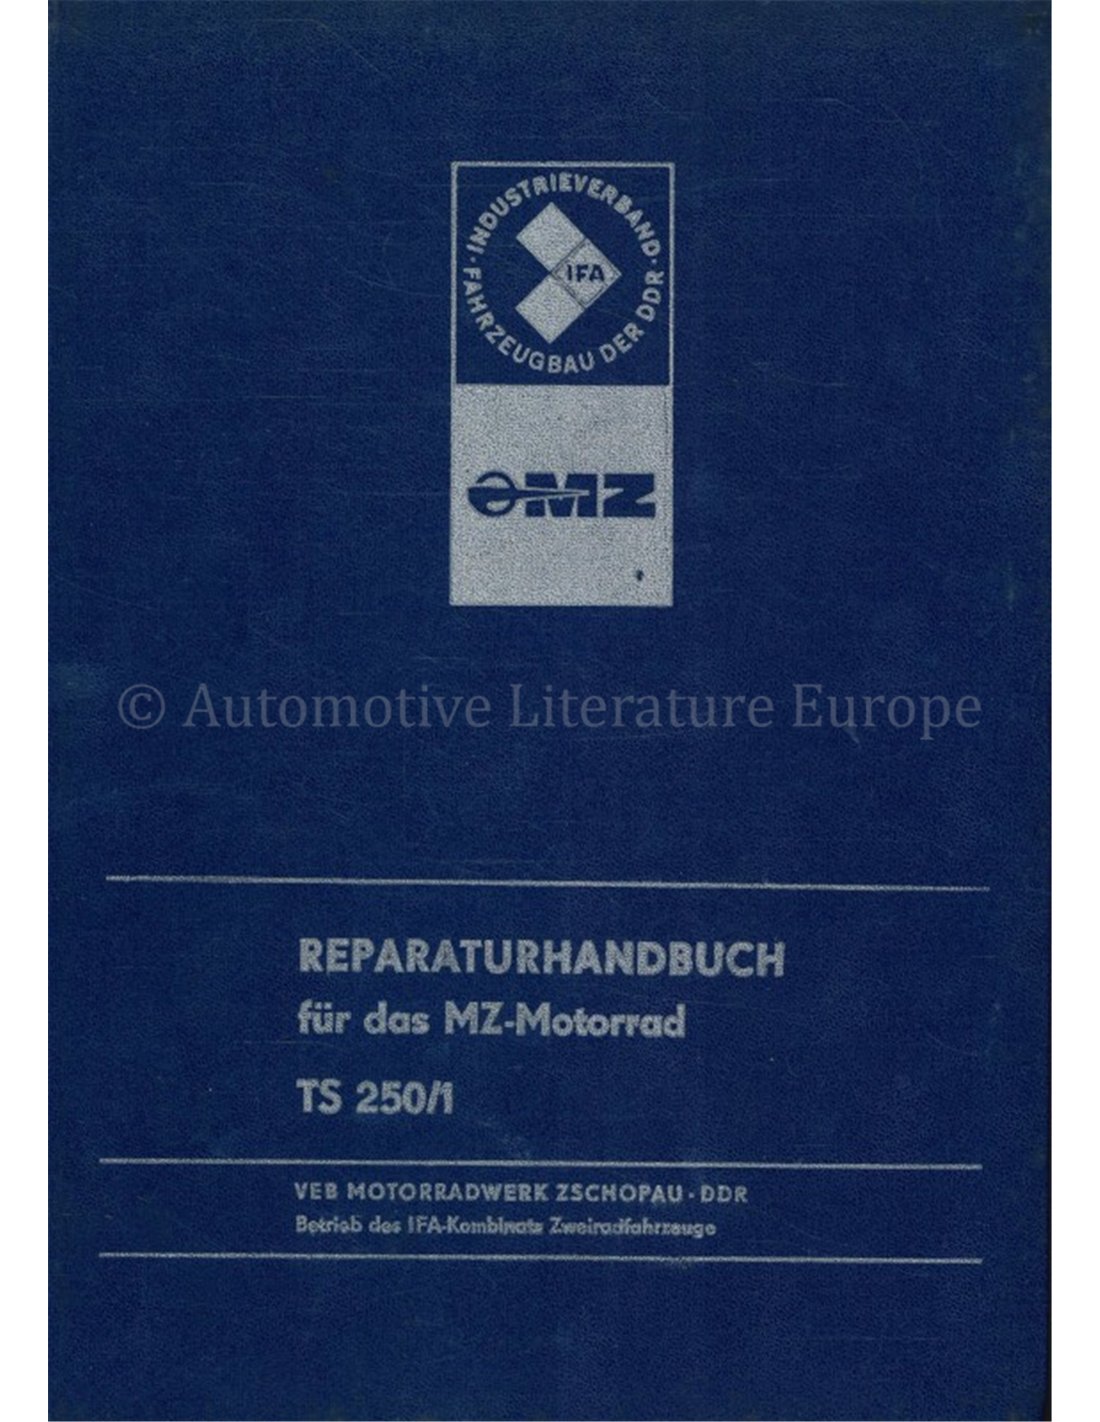 · INDUSTRIEVERBAND ·
FAHRZEUGBAU DER DDR
IFA
MZ
© Automotive Literature Europe
REPARATURHANDBUCH
für das MZ-Motorrad
TS 250/1
VEB MOTORRADWERK ZSCHOPAU · DDR
Betrieb des IFA-Kombinats Zweiradfahrzeuge